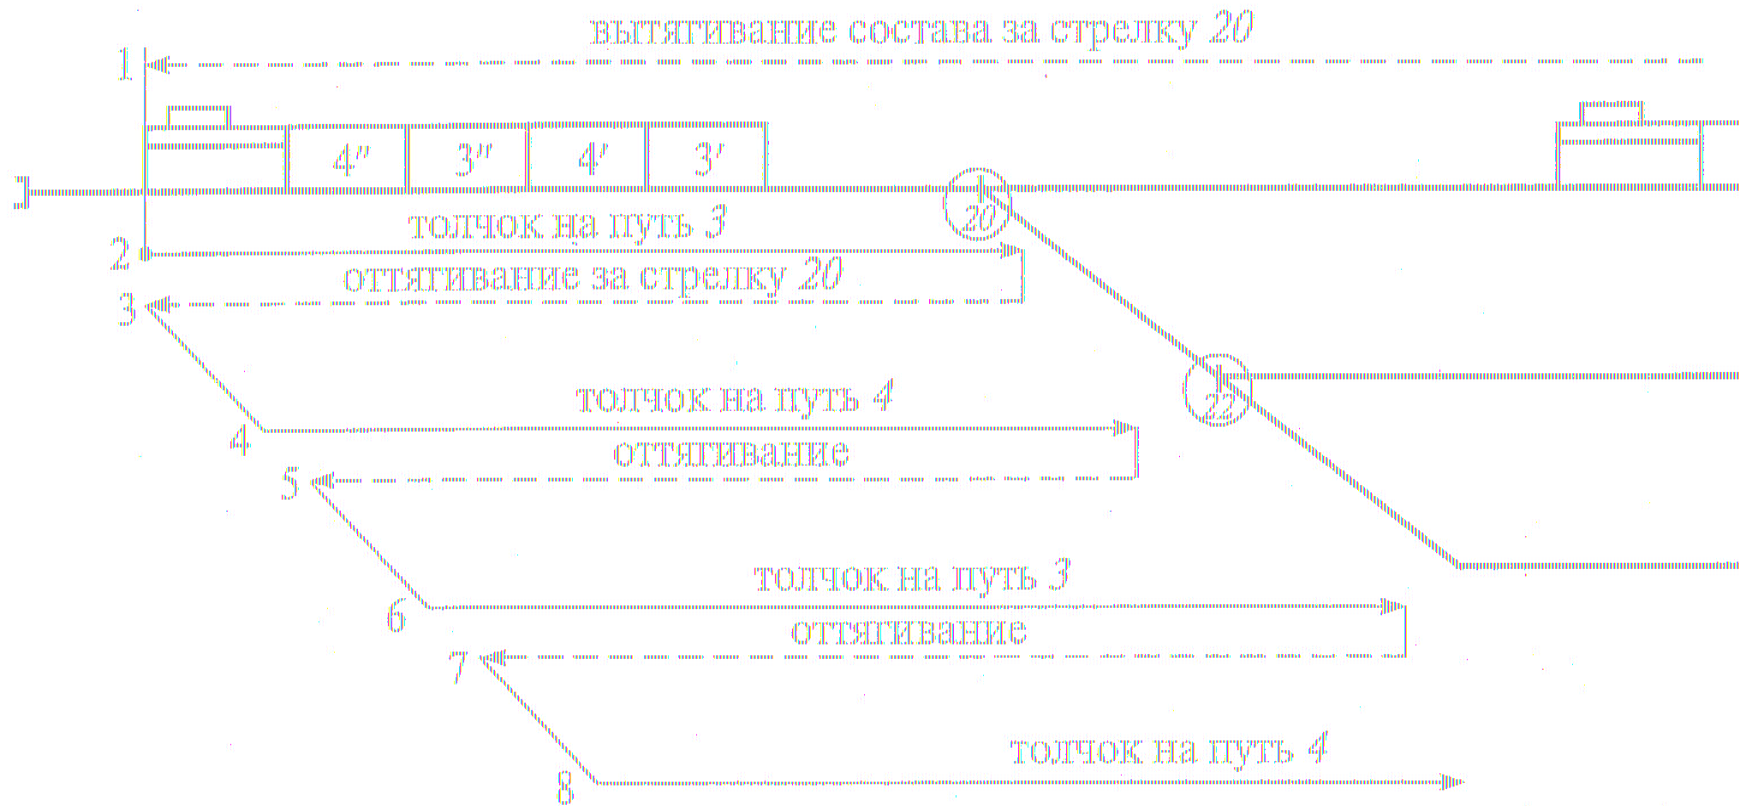 вытягивание состава за стрелку 20
1
4" 3" 4' 3'
20
толчок на путь 3
2
оттягивание за стрелку 20
3
22
толчок на путь 4
4
оттягивание
5
толчок на путь 3
6
оттягивание
7
толчок на путь 4
8